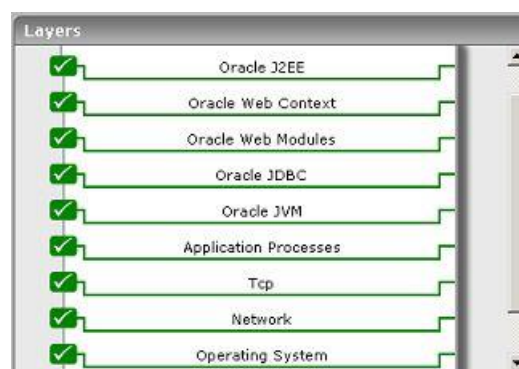 Layers
Oracle J2EE
Oracle Web Context
Oracle Web Modules
Oracle JDBC
Oracle JVM
Application Processes
Tcp
Network
Operating System